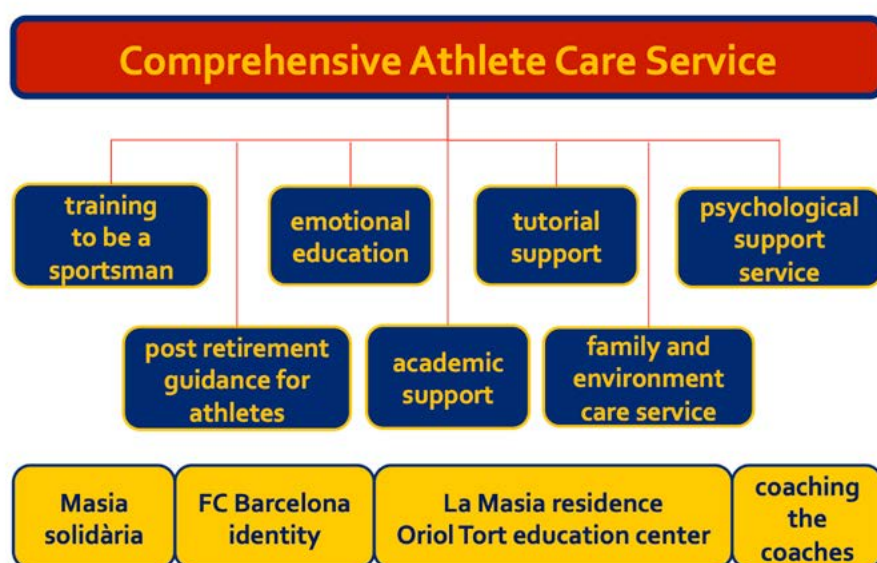 Comprehensive Athlete Care Service
training
to be a
sportsman
emotional
education
tutorial
support
psychological
support
service
post retirement
guidance for
athletes
academic
support
family and
environment
care service
Masia
solidària
FC Barcelona
identity
La Masia residence
Oriol Tort education center
coaching
the
coaches